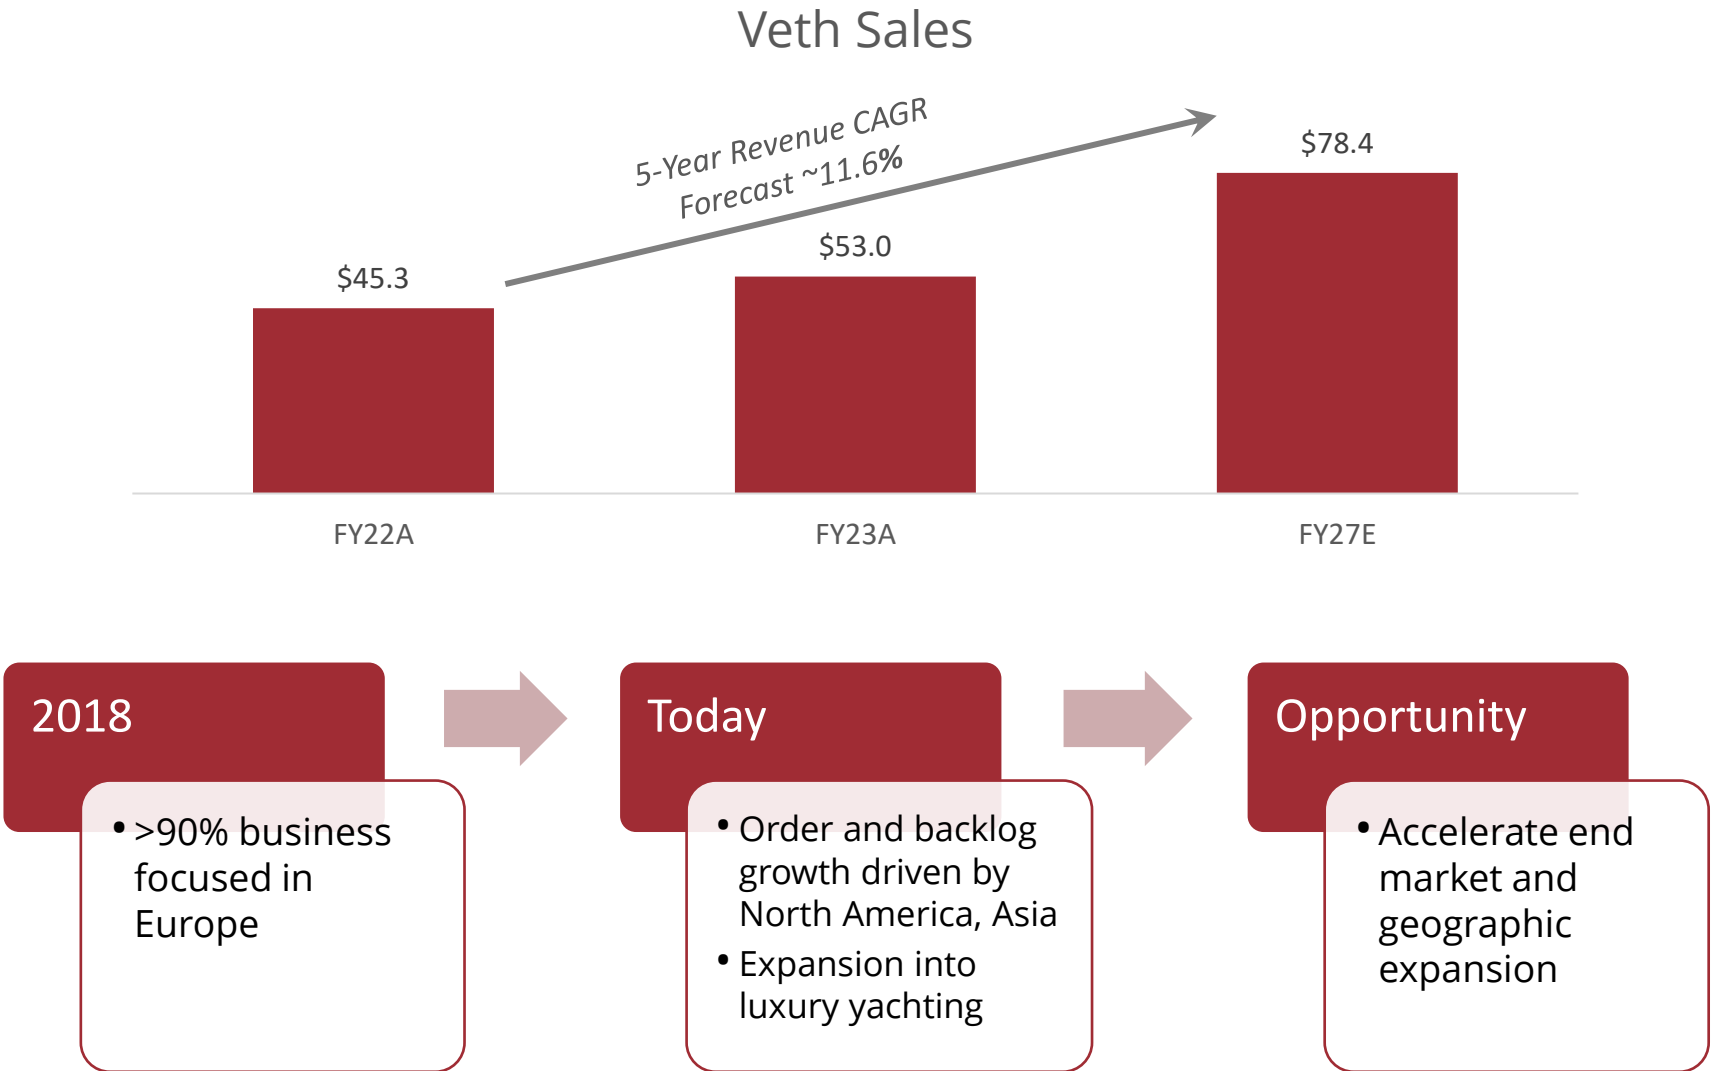 Veth Sales
5-Year Revenue CAGR
Forecast ~11.6%
$45.3
$53.0
$78.4
FY22A
FY23A
FY27E
2018
• >90% business
focused in
Europe
Today
• Order and backlog
growth driven by
North America, Asia
• Expansion into
luxury yachting
Opportunity
• Accelerate end
market and
geographic
expansion